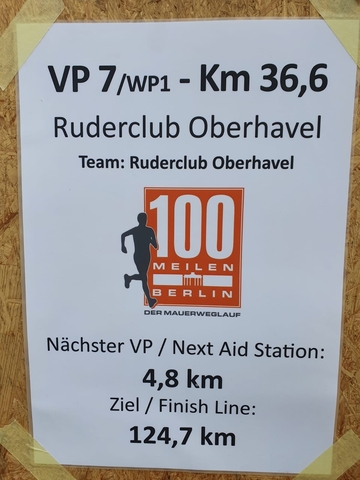 VP 7/WP1 - Km 36,6
Ruderclub Oberhavel
Team: Ruderclub Oberhavel
100
MEILEN
BERLIN
DER MAUERWEGLAUF
Nächster VP / Next Aid Station:
4,8 km
Ziel / Finish Line:
124,7 km